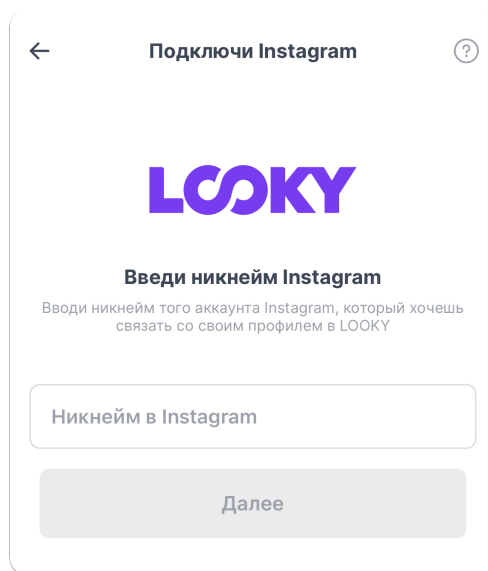 Подключи Instagram
?
LOOKY
Введи никнейм Instagram
Вводи никнейм того аккаунта Instagram, который хочешь
связать со своим профилем в LOOKY
Никнейм в Instagram
Далее